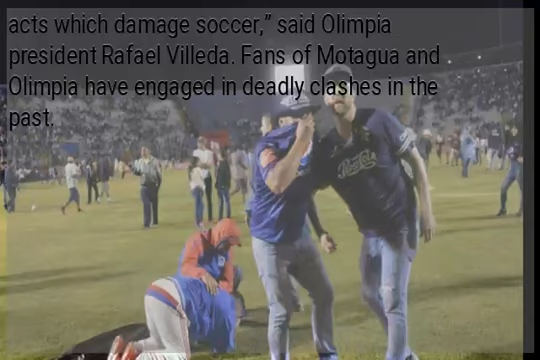 acts which damage soccer,” said Olimpia
president Rafael Villeda. Fans of Motagua and
Olimpia have engaged in deadly clashes in the
past.